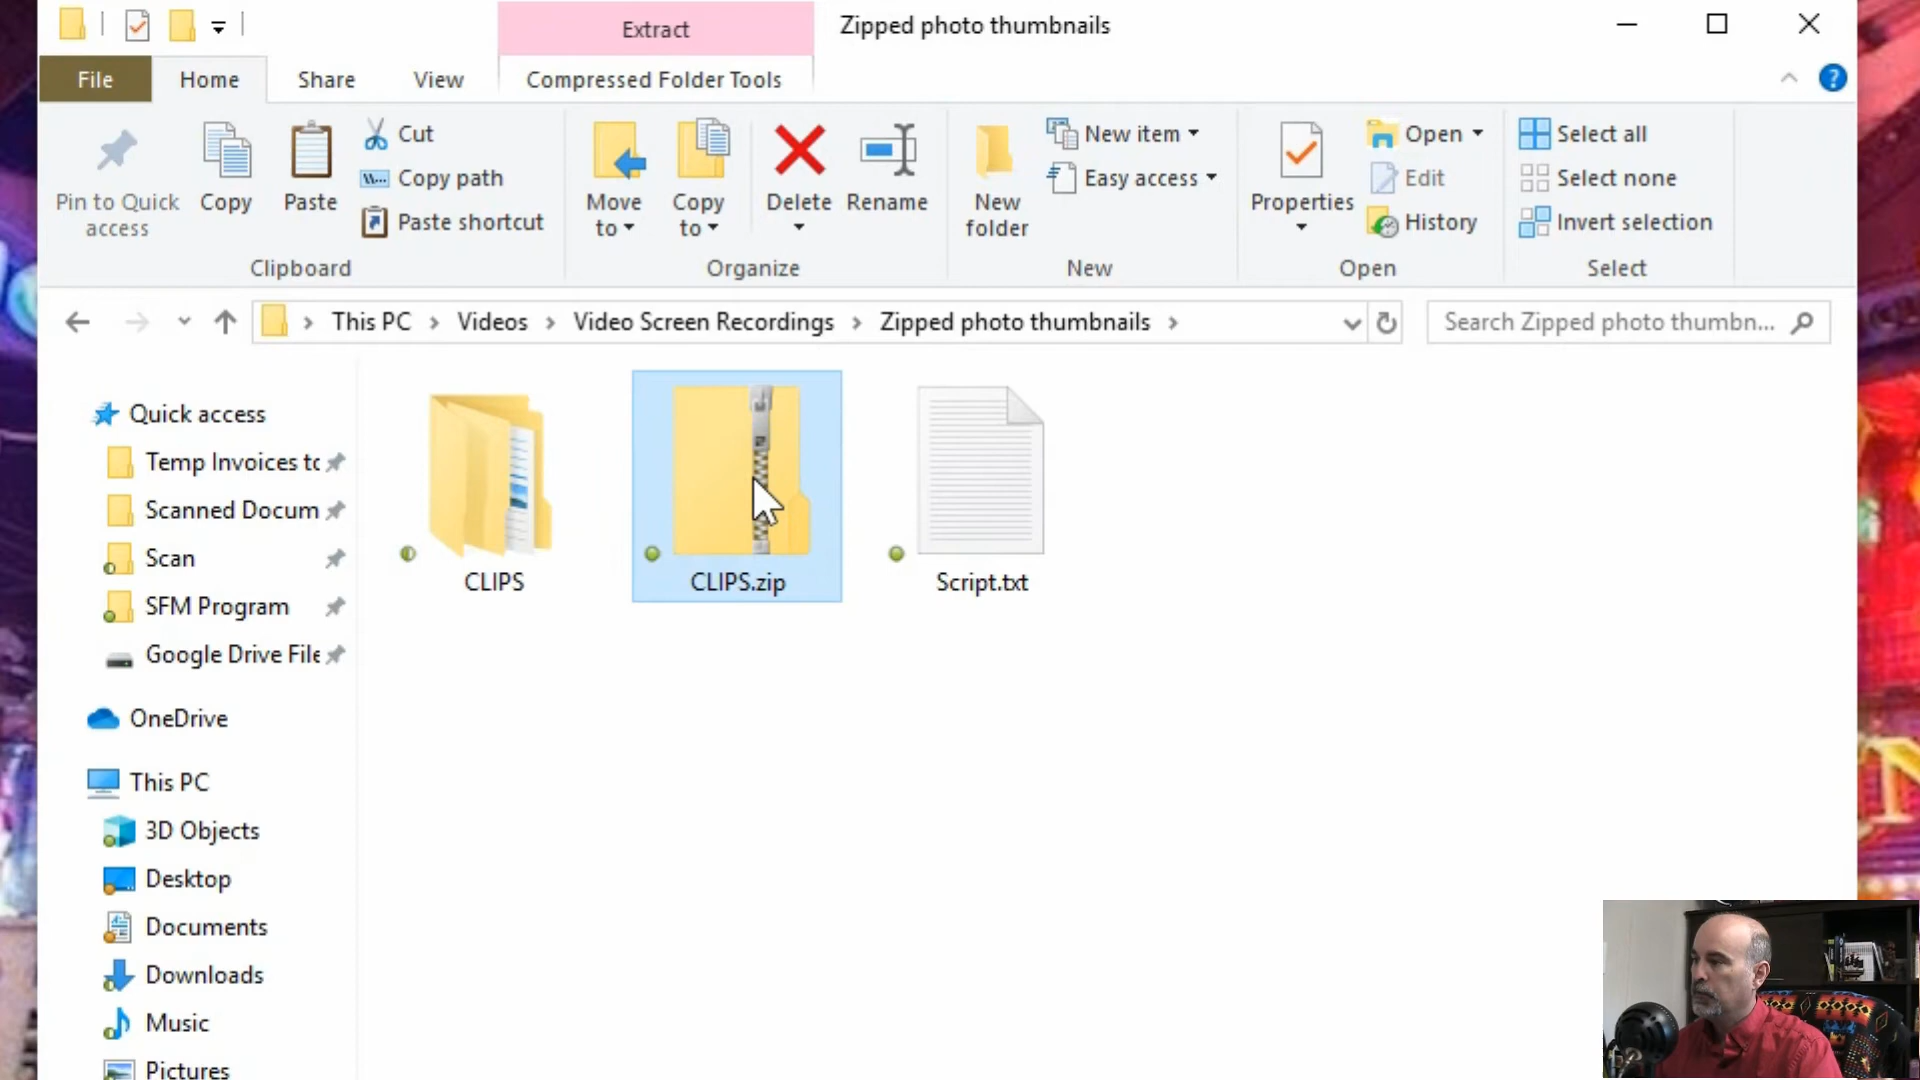 Extract
Zipped photo thumbnails
File
Home
Share
View
Compressed Folder Tools
Pin to Quick
access
Copy
Paste
Cut
Copy path
Paste shortcut
Clipboard
Move
to
Copy
to
Delete
Rename
Organize
New
folder
New item
Easy access
New
Properties
Open
Edit
History
Open
Select all
Select none
Invert selection
Select
This PC
Videos
Video Screen Recordings
Zipped photo thumbnails
Search Zipped photo thumbn...
Quick access
Temp Invoices to
Scanned Docum
Scan
SFM Program
Google Drive File
OneDrive
This PC
3D Objects
Desktop
Documents
Downloads
Music
Pictures
CLIPS
CLIPS.zip
Script.txt